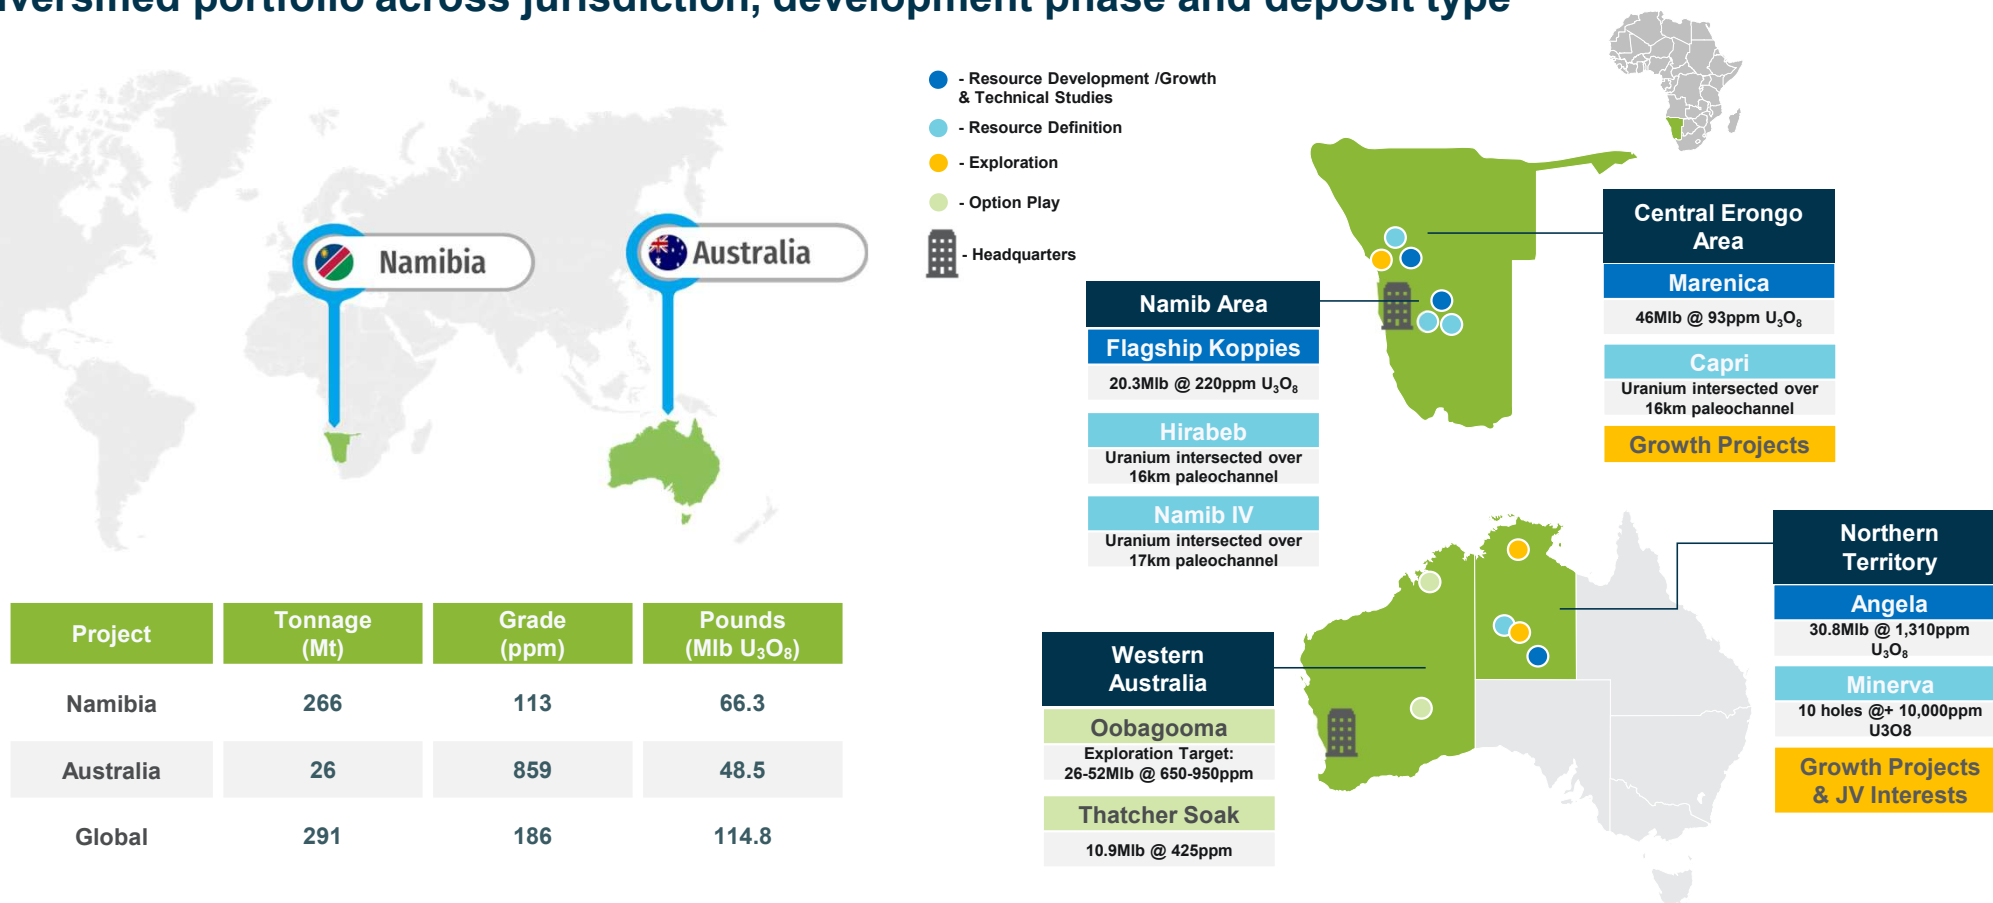 versified portfolio across jurisdiction, development phase and deposit type
Namibia
Australia
- Resource Development /Growth
& Technical Studies
- Resource Definition
- Exploration
- Option Play
- Headquarters
Central Erongo
Area
Marenica
46Mlb @ 93ppm U₃O₈
Capri
Uranium intersected over
16km paleochannel
Growth Projects
Namib Area
Flagship Koppies
20.3Mlb @ 220ppm U₃O₈
Hirabeb
Uranium intersected over
16km paleochannel
Namib IV
Uranium intersected over
17km paleochannel
Project Tonnage (Mt) Grade (ppm) Pounds (Mlb U₃O₈)
Namibia 266 113 66.3
Australia 26 859 48.5
Global 291 186 114.8
Western
Australia
Oobagooma
Exploration Target:
26-52Mlb @ 650-950ppm
Thatcher Soak
10.9Mlb @ 425ppm
Northern
Territory
Angela
30.8Mlb @ 1,310ppm
U₃O₈
Minerva
10 holes @+ 10,000ppm
U3O8
Growth Projects
& JV Interests